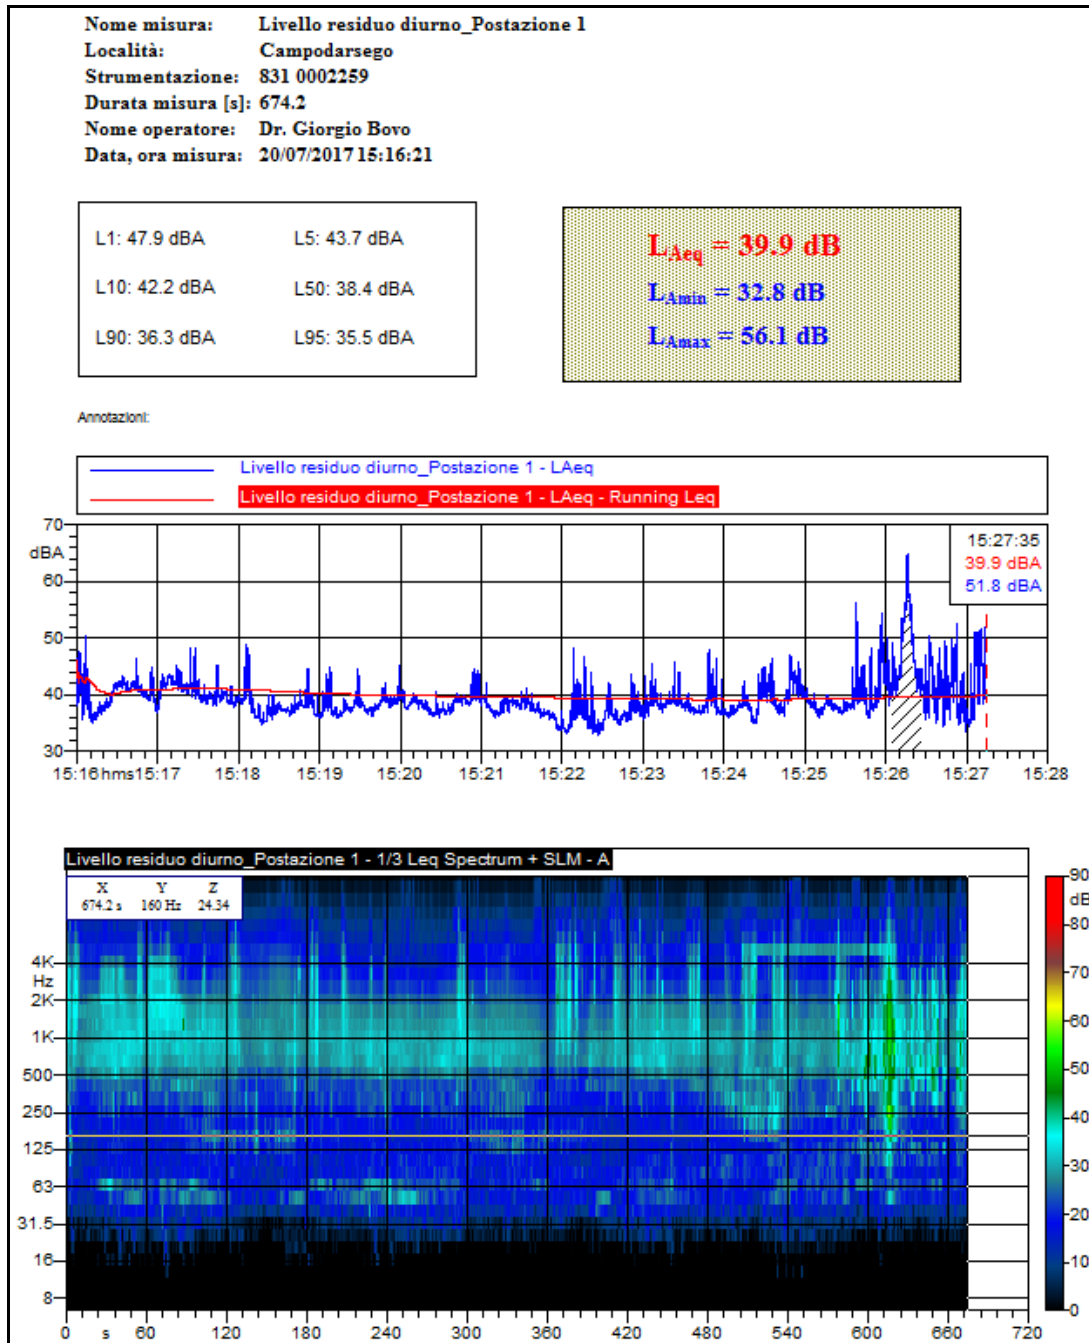 Nome misura: Livello residuo diurno_Postazione 1
Località: Campodarsego
Strumentazione: 831 0002259
Durata misura [s]: 674.2
Nome operatore: Dr. Giorgio Bovo
Data, ora misura: 20/07/2017 15:16:21
L1: 47.9 dBA L5: 43.7 dBA
L10: 42.2 dBA L50: 38.4 dBA
L90: 36.3 dBA L95: 35.5 dBA
LAeq = 39.9 dB
LAmin = 32.8 dB
LAmax = 56.1 dB
Annotazioni:
Livello residuo diurno_Postazione 1 - LAeq
Livello residuo diurno_Postazione 1 - LAeq - Running Leq
70
dBA
60
50
40
30
15:27:35
39.9 dBA
51.8 dBA
15:16 hms 15:17 15:18 15:19 15:20 15:21 15:22 15:23 15:24 15:25 15:26 15:27 15:28
Livello residuo diurno_Postazione 1 - 1/3 Leq Spectrum + SLM - A
X Y Z
674.2 s 160 Hz 24.34
4K
Hz
2K
1K
500
250
125
63
31.5
16
8
0 s 60 120 180 240 300 360 420 480 540 600 660 720
90
dB
80
70
60
50
40
30
20
10
0